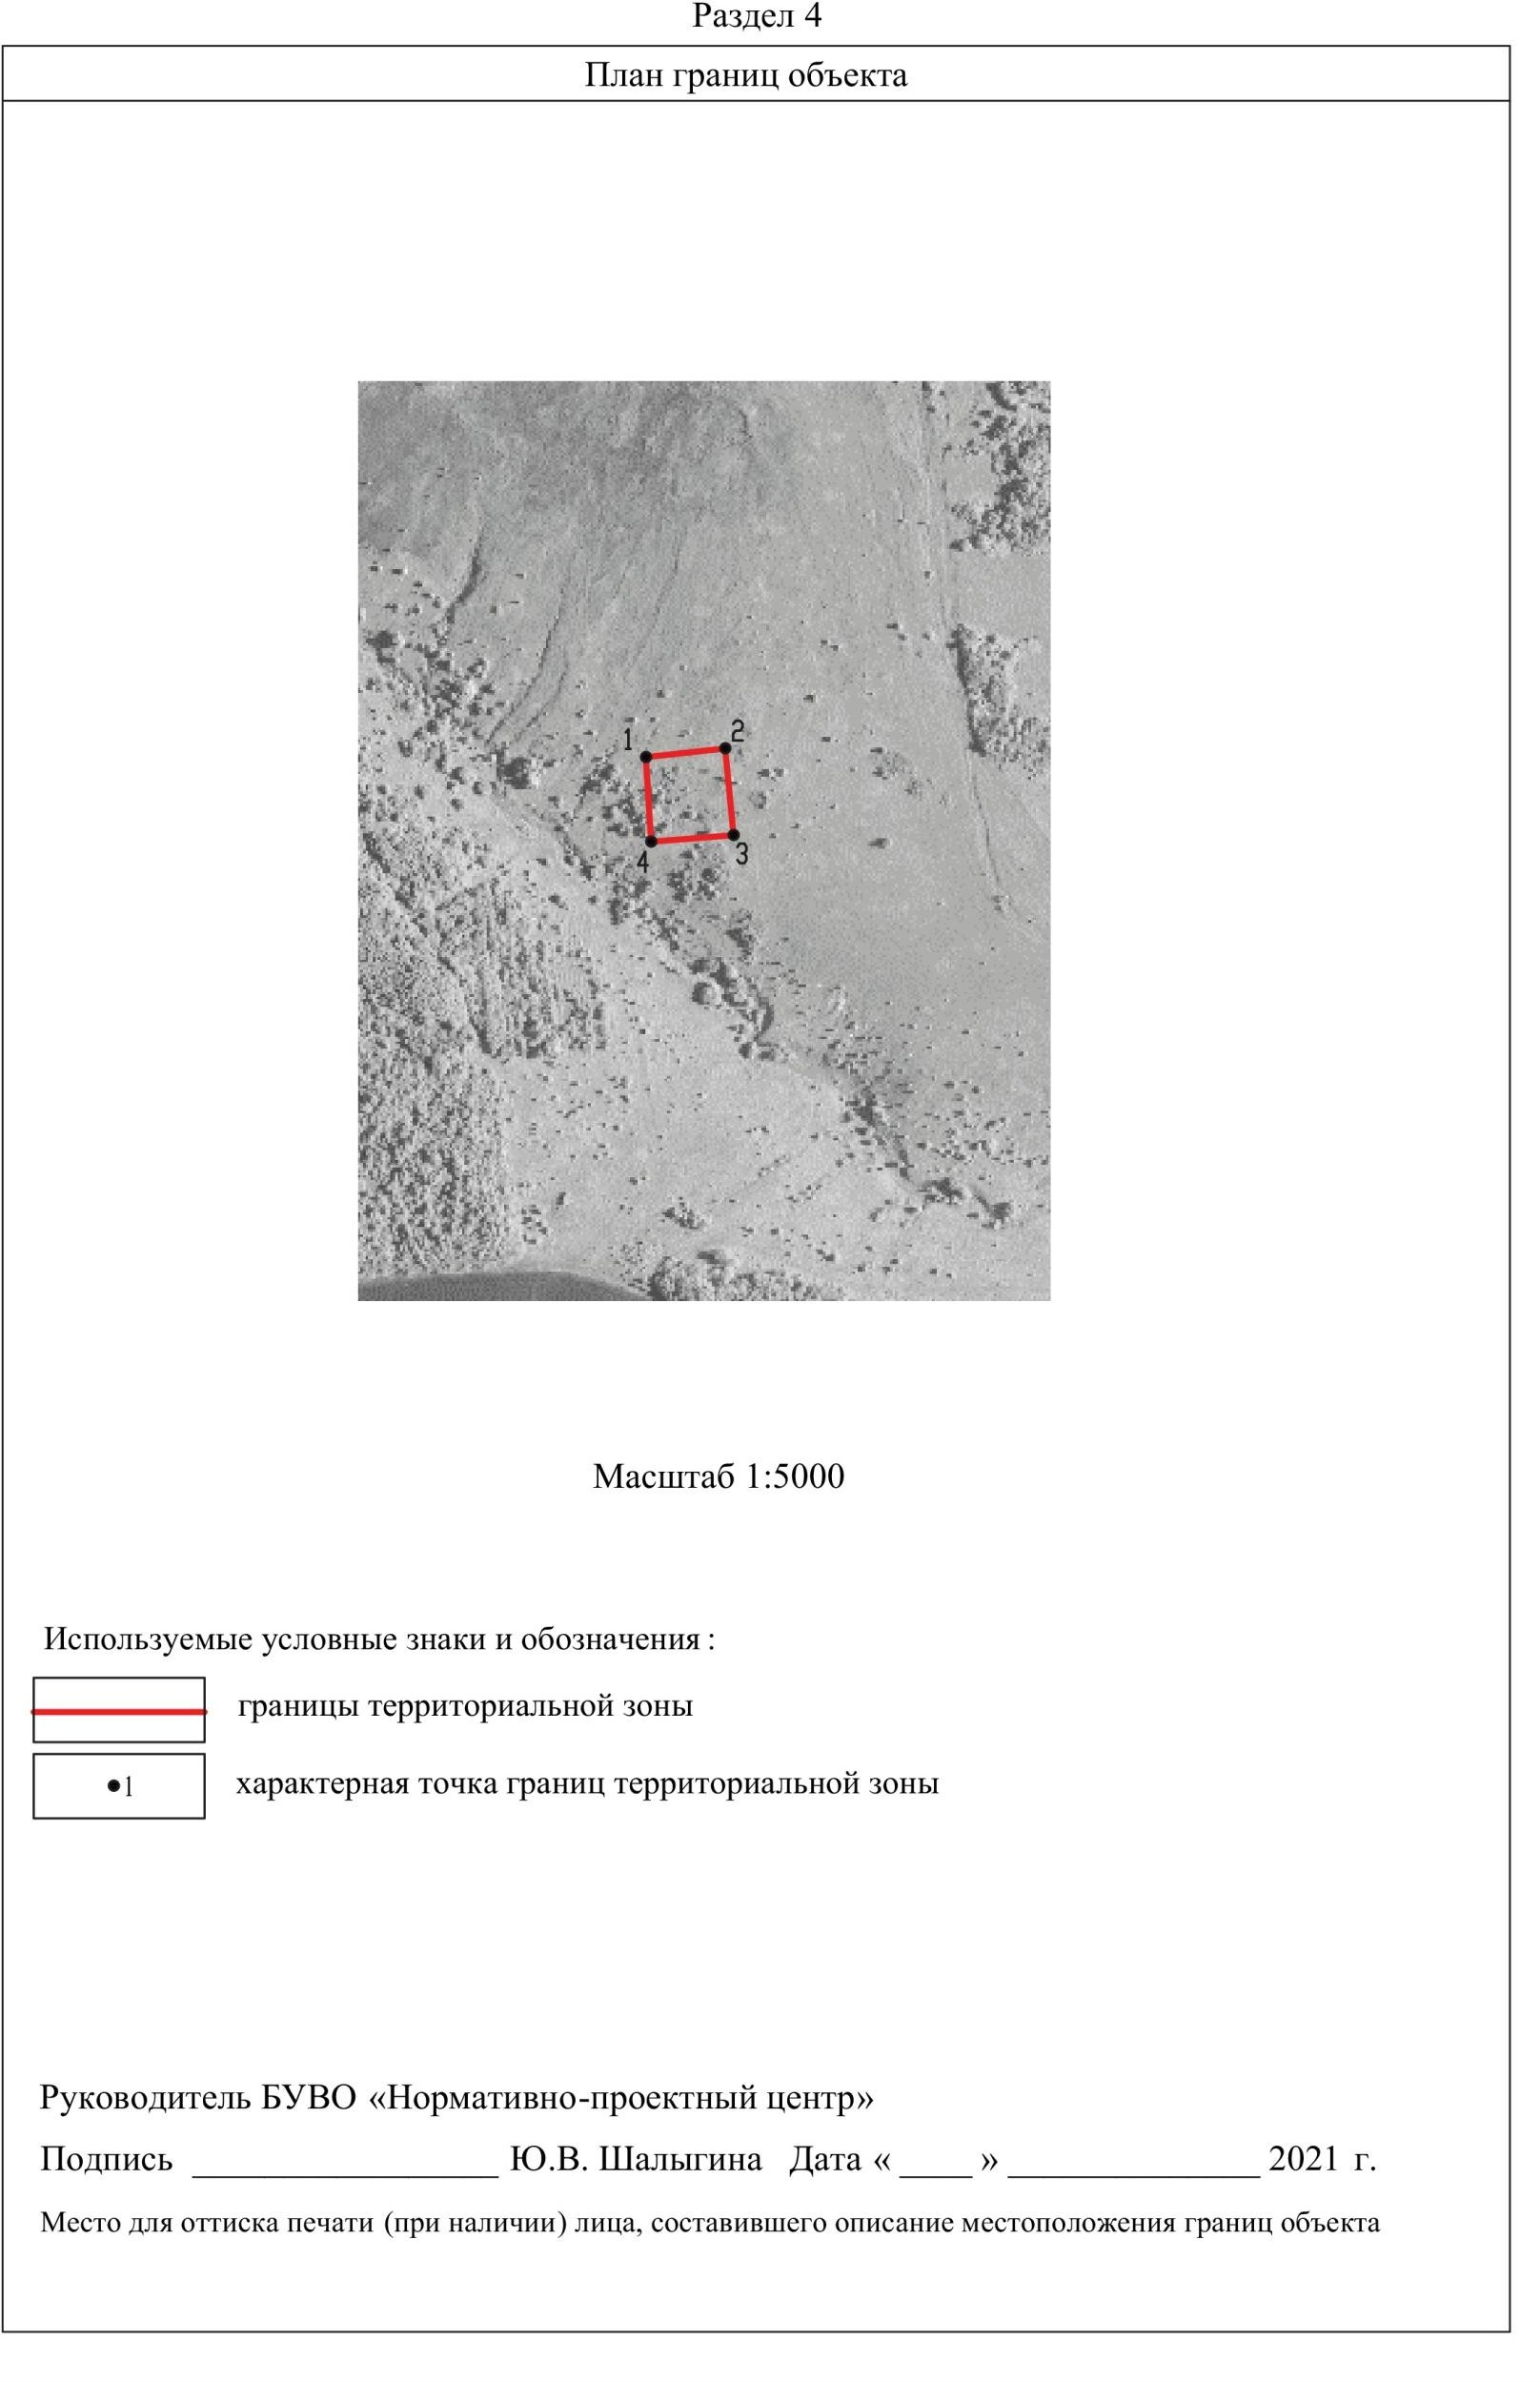 Раздел 4
План границ объекта
1
2
3
4
Масштаб 1:5000
Используемые условные знаки и обозначения :
границы территориальной зоны
1
характерная точка границ территориальной зоны
Руководитель БУВО «Нормативно-проектный центр»
Подпись _________________ Ю.В. Шалыгина Дата « ____ » ______________ 2021 г.
Место для оттиска печати (при наличии) лица, составившего описание местоположения границ объекта